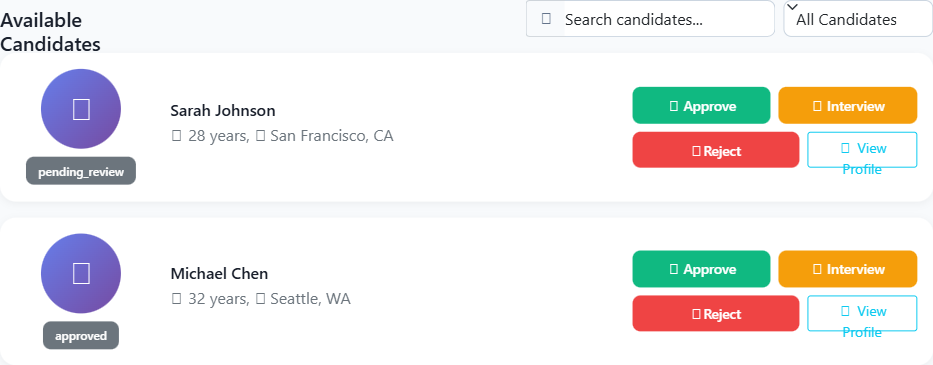 Available
Candidates
Search candidates...
All Candidates
Sarah Johnson
28 years, San Francisco, CA
pending_review
Approve
Interview
Reject
View
Profile
Michael Chen
32 years, Seattle, WA
approved
Approve
Interview
Reject
View
Profile